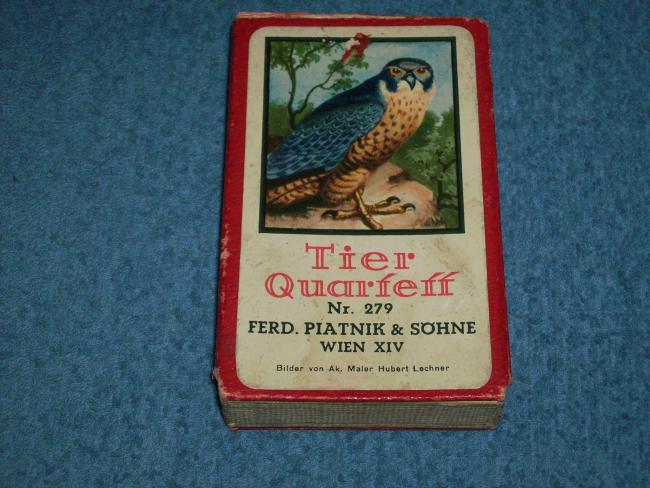 Tier
Quartett
Nr. 279
FERD. PIATNIK & SÖHNE
WIEN XIV
Bilder von Ak. Maler Hubert Lechner